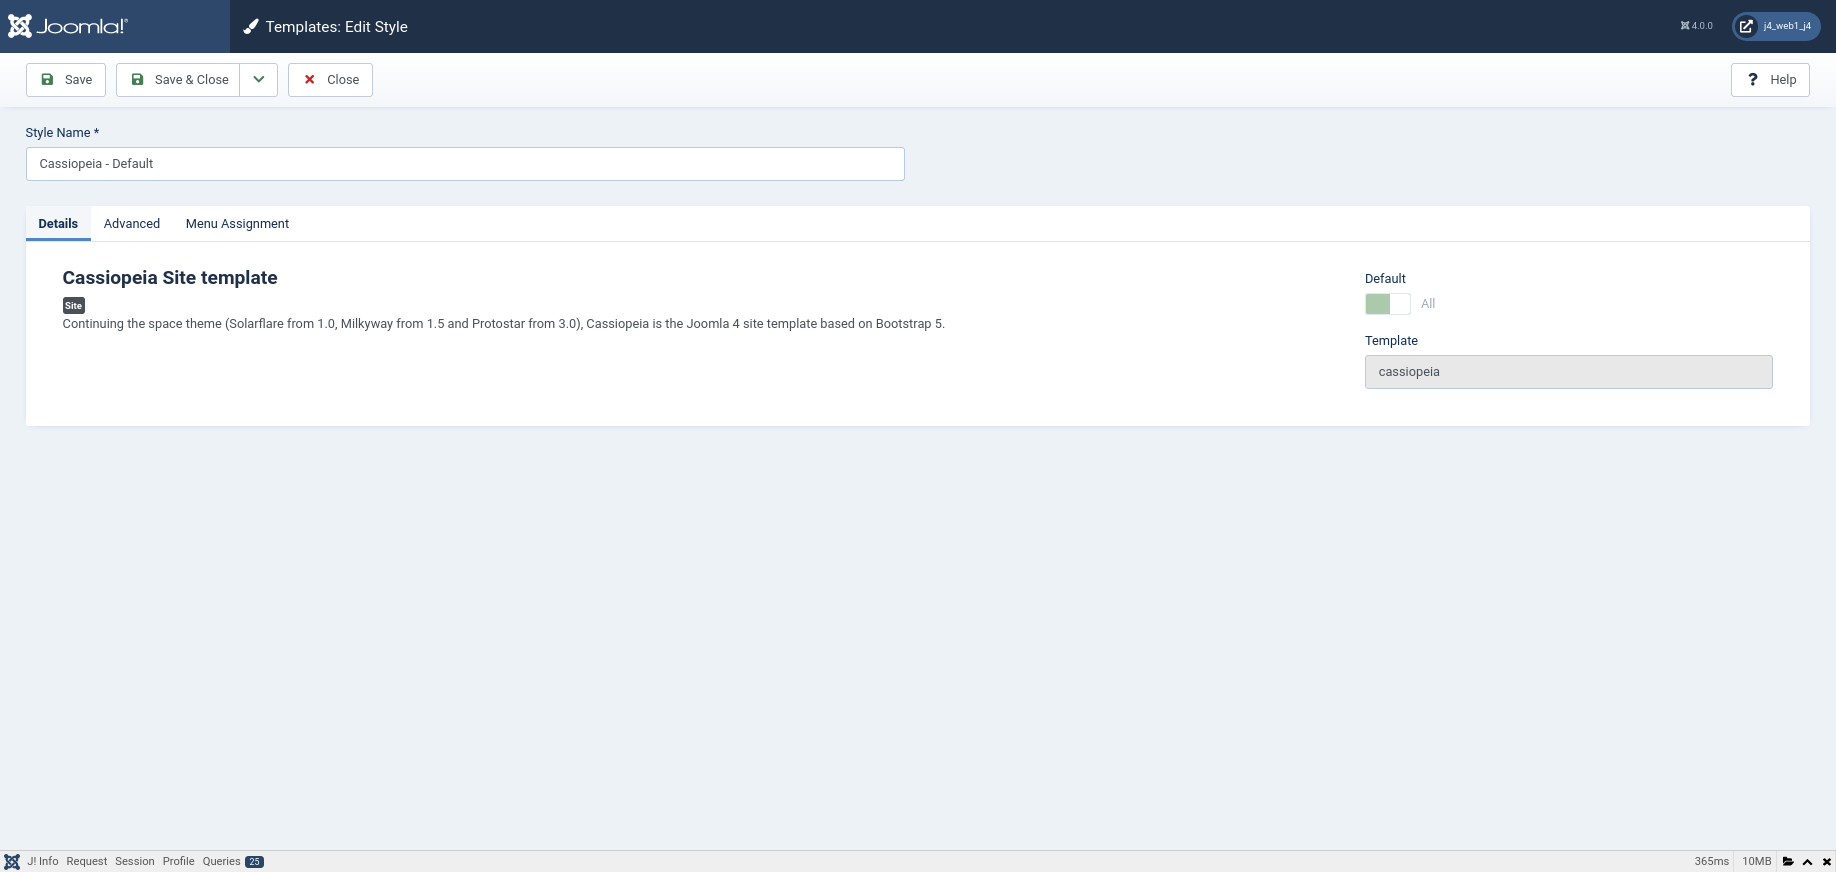 Joomla!® Templates: Edit Style 4.0.0 j4_web1_j4
Save Save & Close Close ? Help
Style Name *
Cassiopeia - Default
Details Advanced Menu Assignment
Cassiopeia Site template
Default
Site
All
Continuing the space theme (Solarflare from 1.0, Milkyway from 1.5 and Protostar from 3.0), Cassiopeia is the Joomla 4 site template based on Bootstrap 5.
Template
cassiopeia
J! Info Request Session Profile Queries 25 365ms 10MB